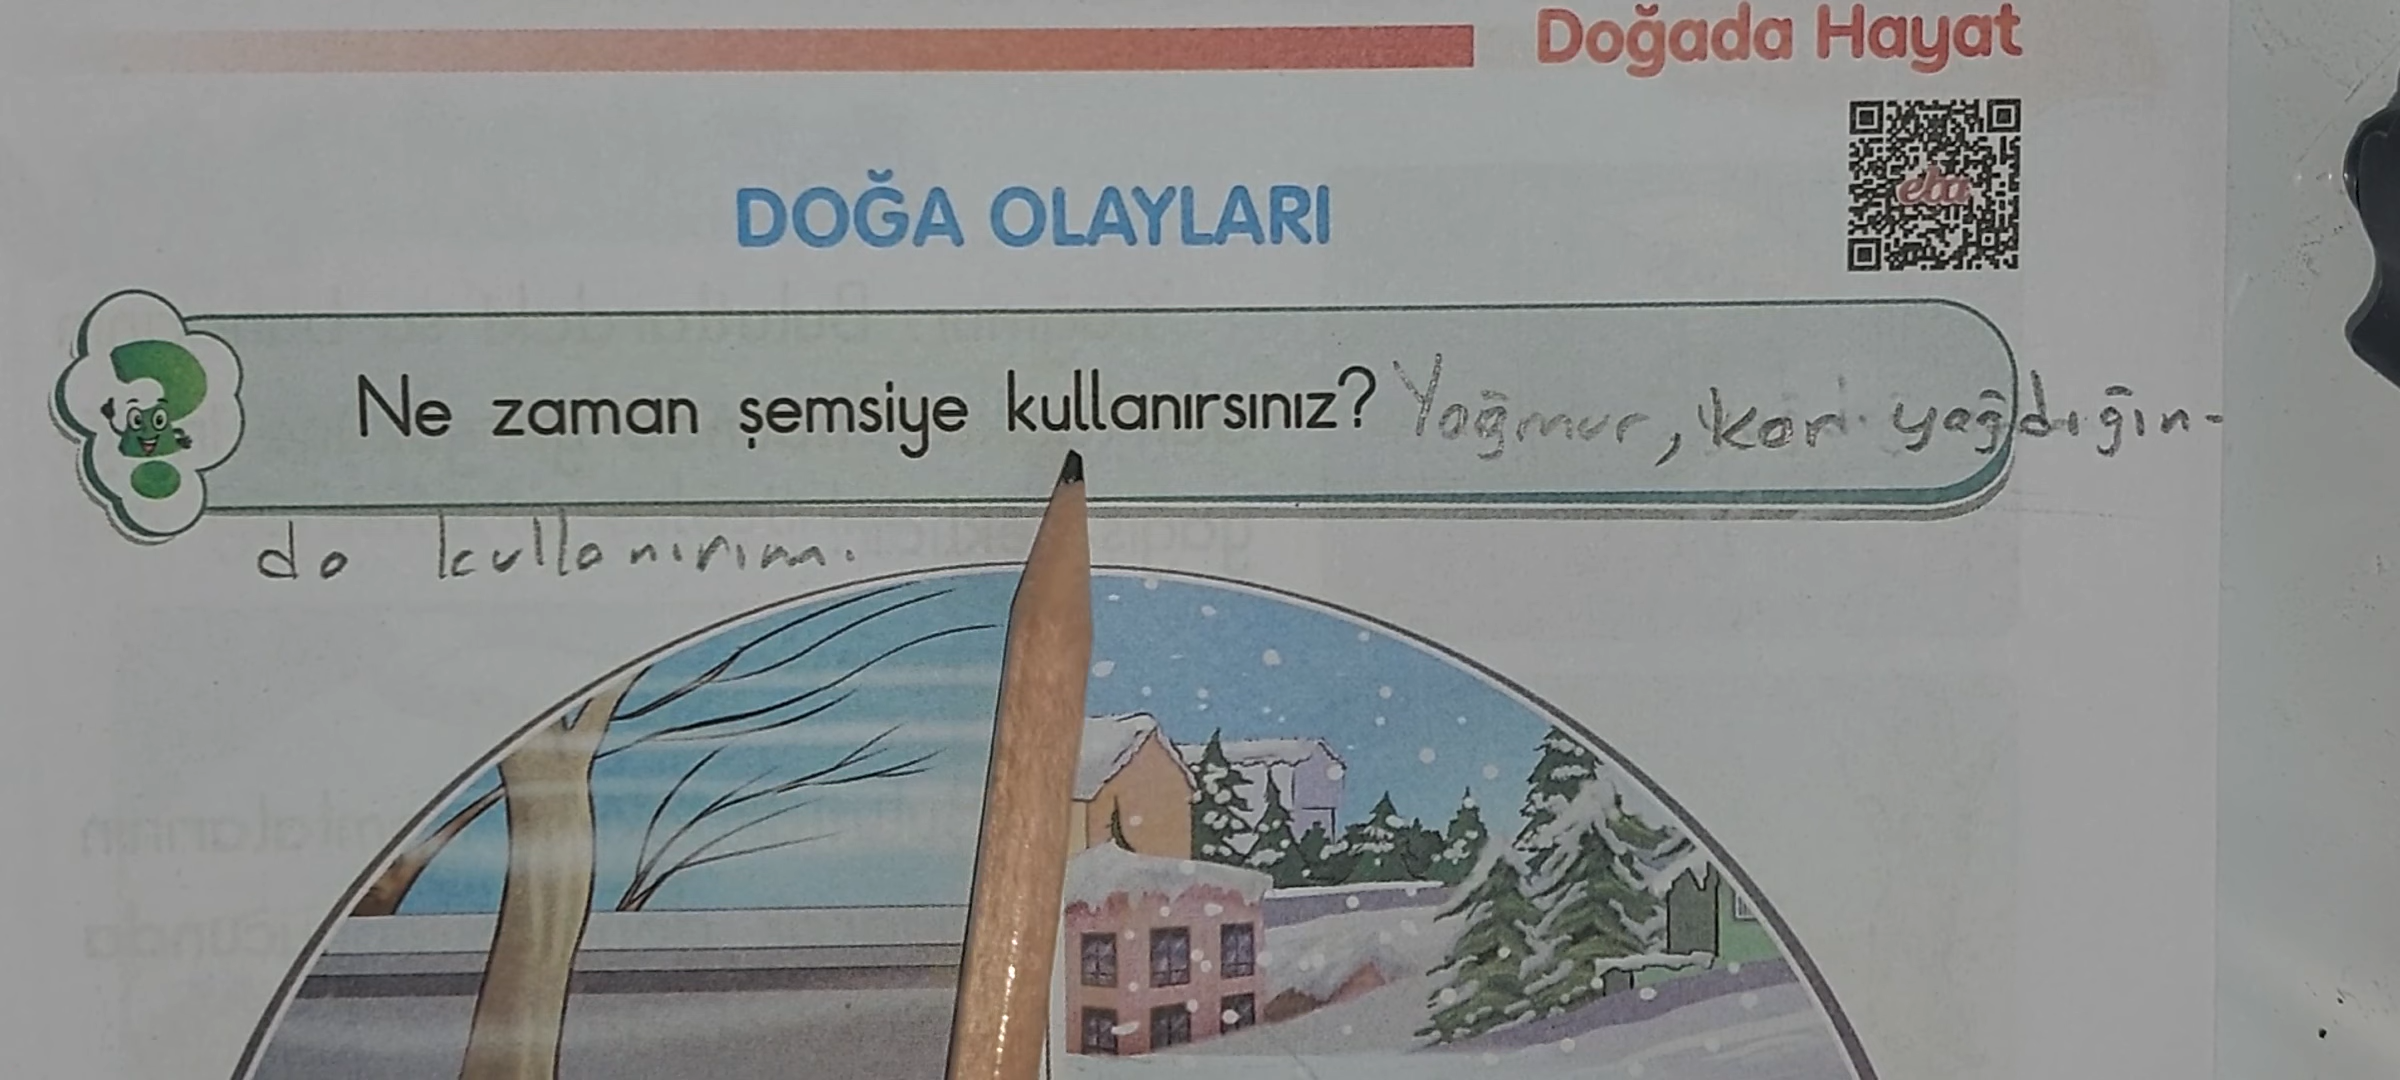 Doğada Hayat
eba
DOĞA OLAYLARI
Ne zaman şemsiye kullanırsınız? Yağmur, kar yağdığın-
da kullanırım.